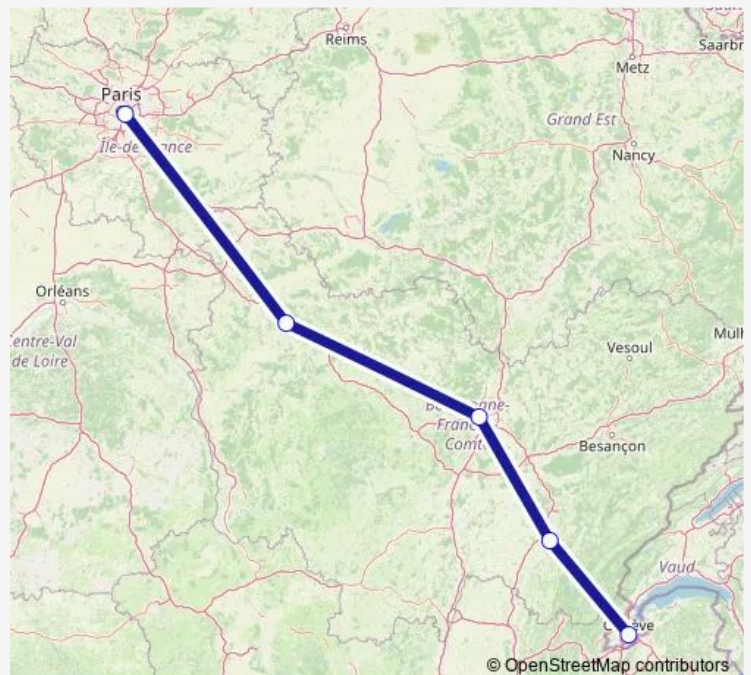 Reims
Saarbr
Metz
Paris
Grand Est
Île-de-France
Nancy
Orléans
entre-Val
de Loire
Vesoul
Mulh
Besançon
Vaud
© OpenStreetMap contributors